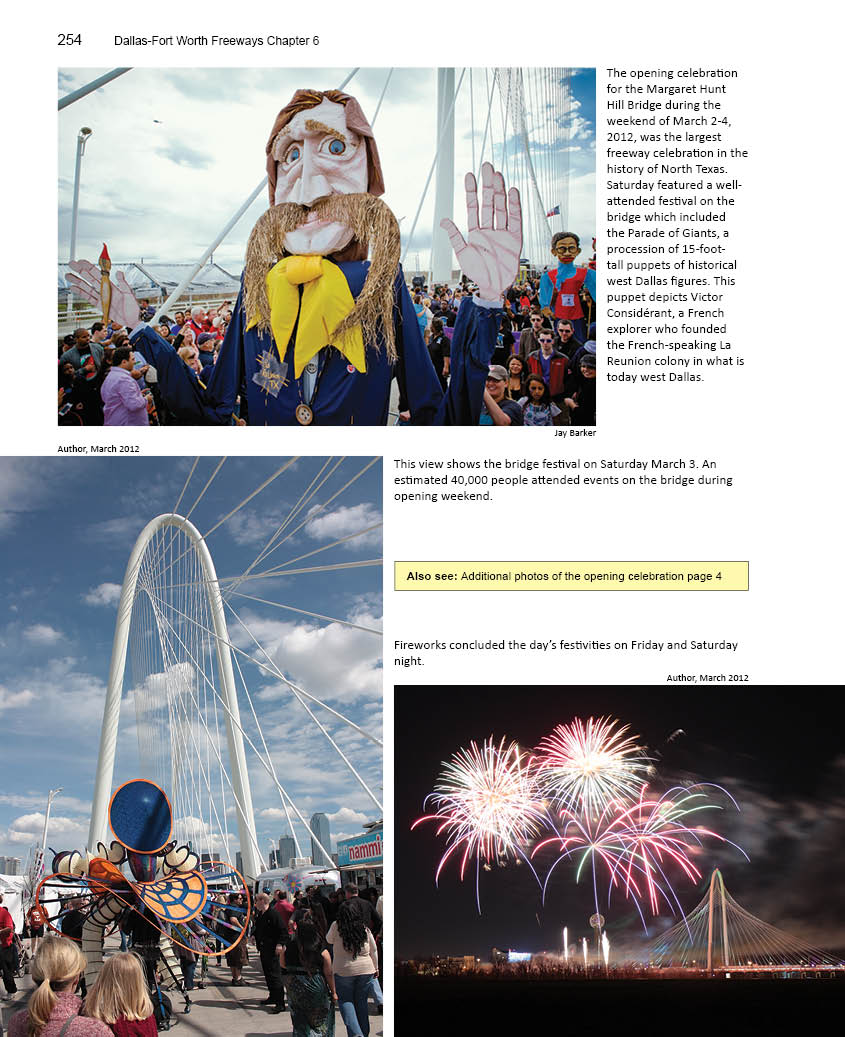 254 Dallas-Fort Worth Freeways Chapter 6
The opening celebration
for the Margaret Hunt
Hill Bridge during the
weekend of March 2-4,
2012, was the largest
freeway celebration in the
history of North Texas.
Saturday featured a well-
attended festival on the
bridge which included
the Parade of Giants, a
procession of 15-foot-
tall puppets of historical
west Dallas figures. This
puppet depicts Victor
Considérant, a French
explorer who founded
the French-speaking La
Reunion colony in what is
today west Dallas.
TX
Jay Barker
Author, March 2012
This view shows the bridge festival on Saturday March 3. An
estimated 40,000 people attended events on the bridge during
opening weekend.
Also see: Additional photos of the opening celebration page 4
Fireworks concluded the day's festivities on Friday and Saturday
night.
Author, March 2012
nammi